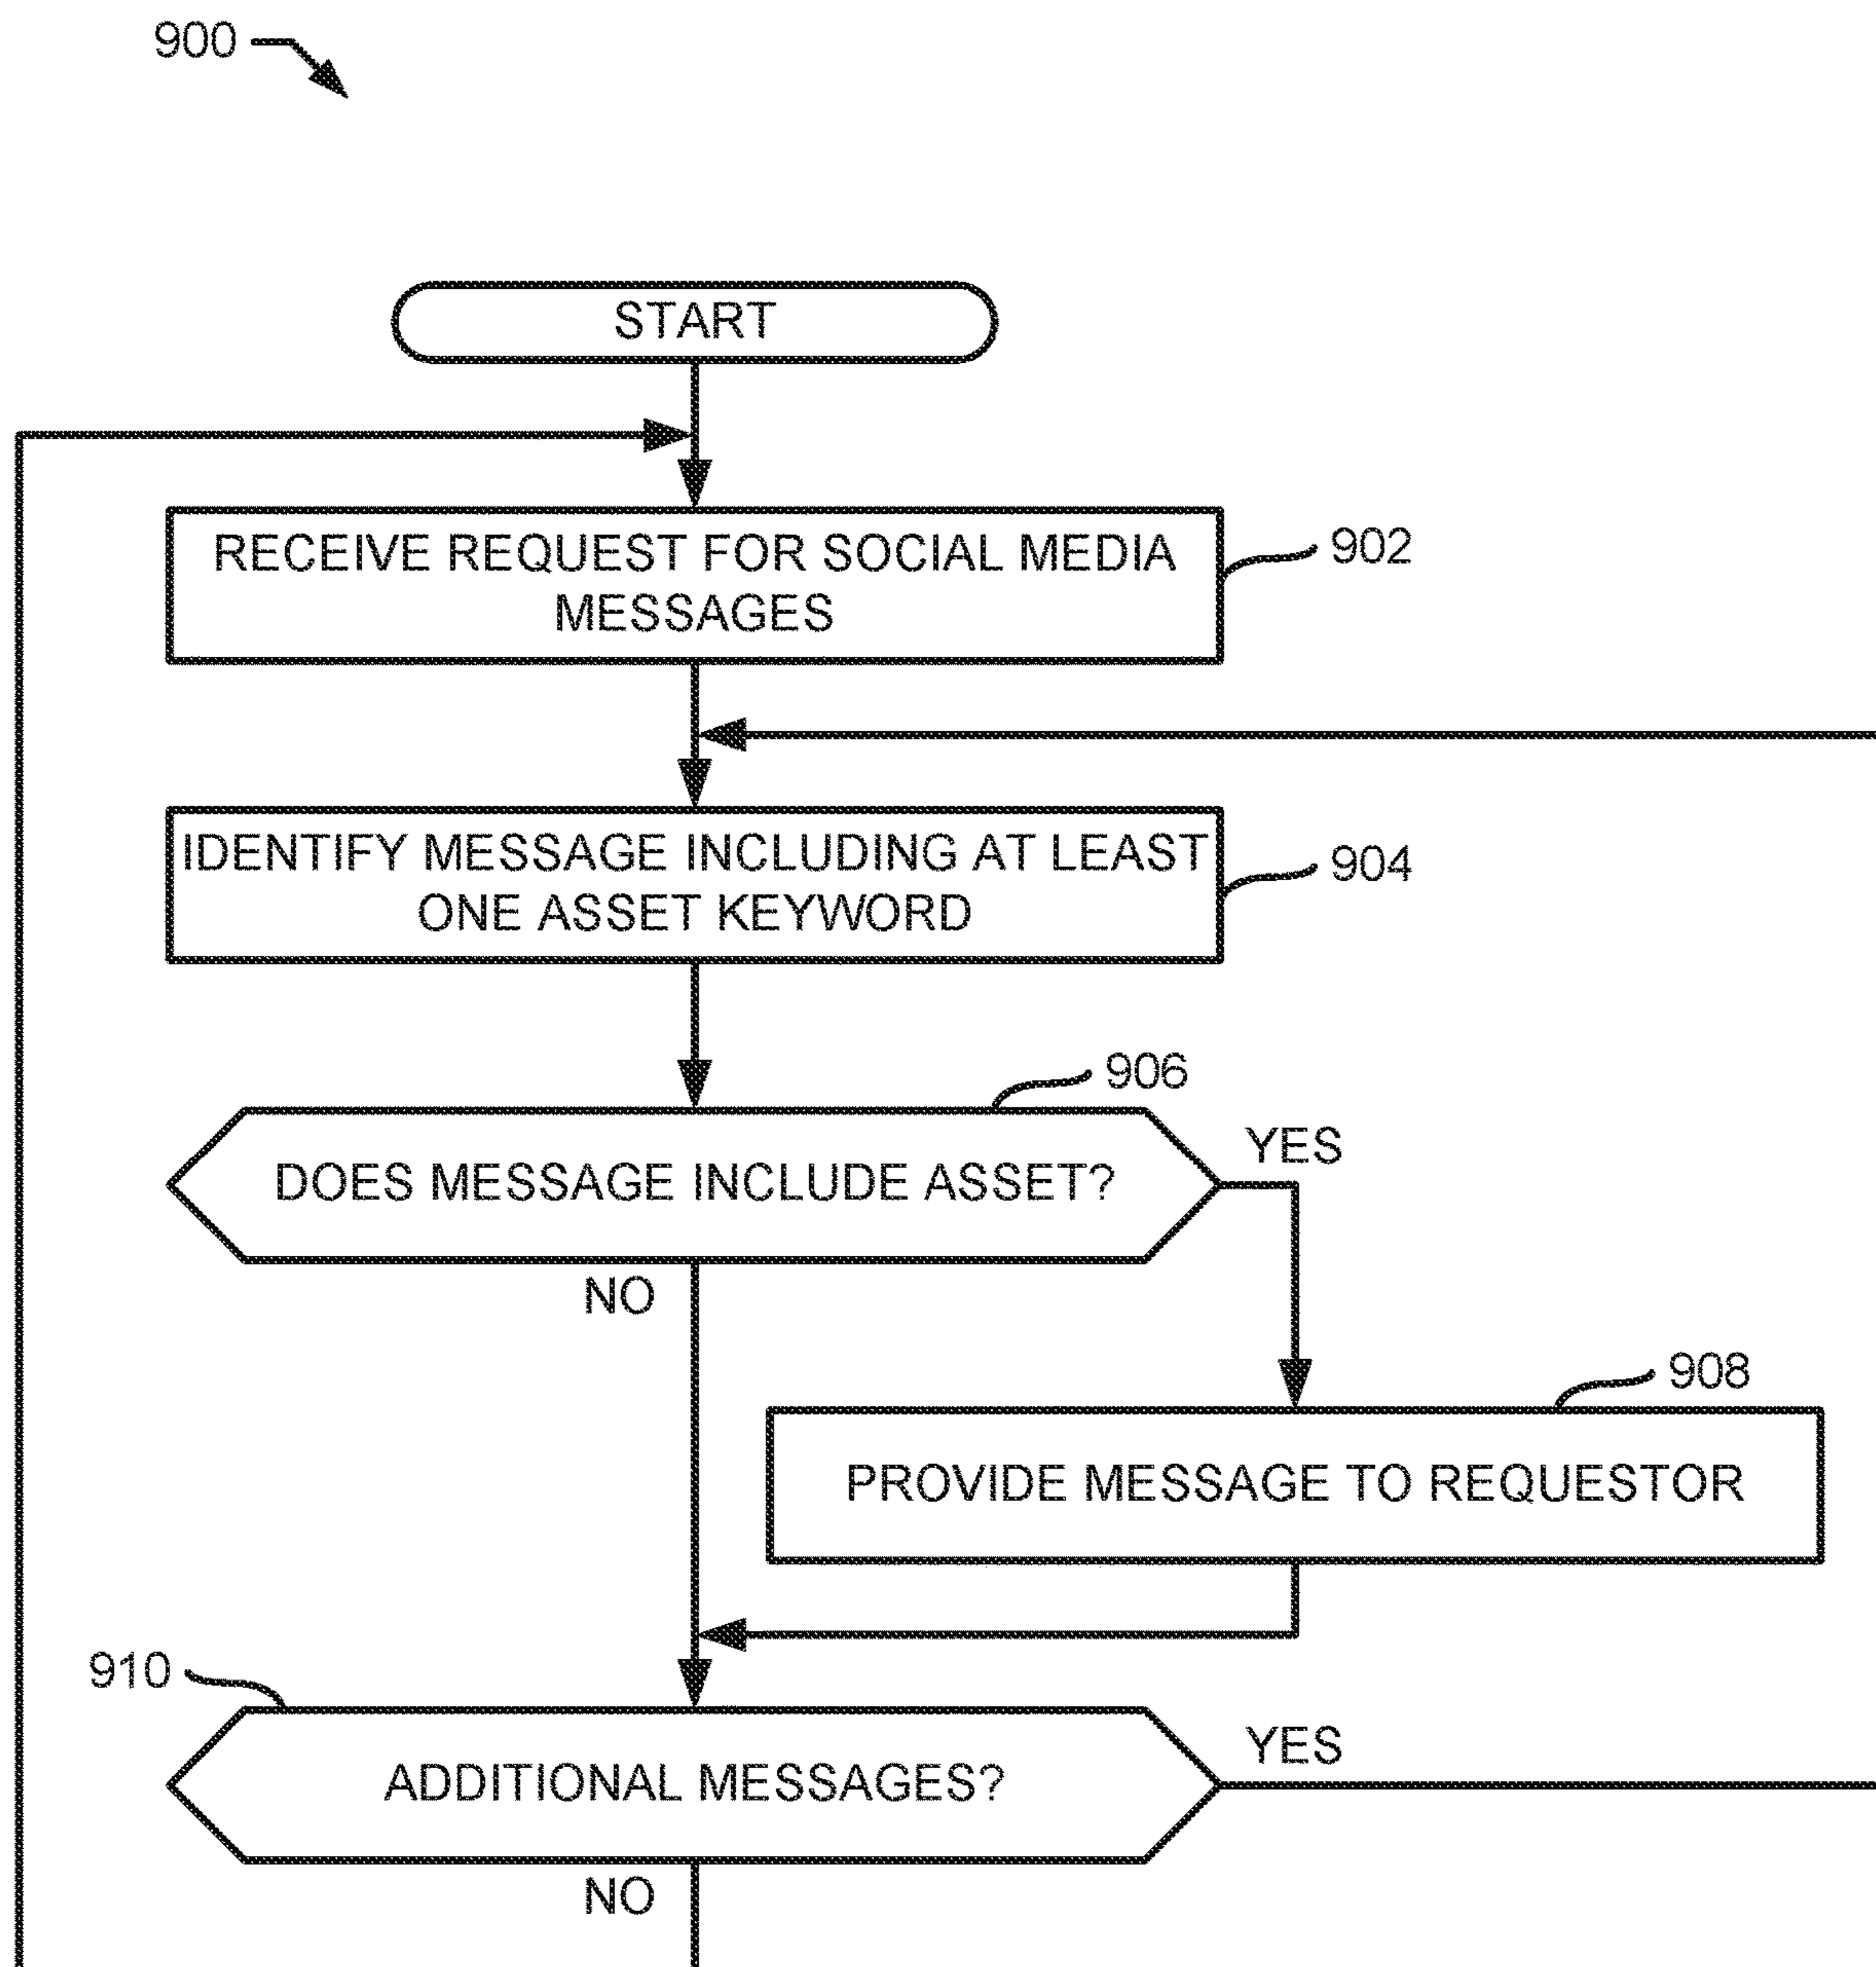 900
START
RECEIVE REQUEST FOR SOCIAL MEDIA
MESSAGES
902
IDENTIFY MESSAGE INCLUDING AT LEAST
ONE ASSET KEYWORD
904
906
DOES MESSAGE INCLUDE ASSET?
YES
NO
908
PROVIDE MESSAGE TO REQUESTOR
910
ADDITIONAL MESSAGES?
YES
NO